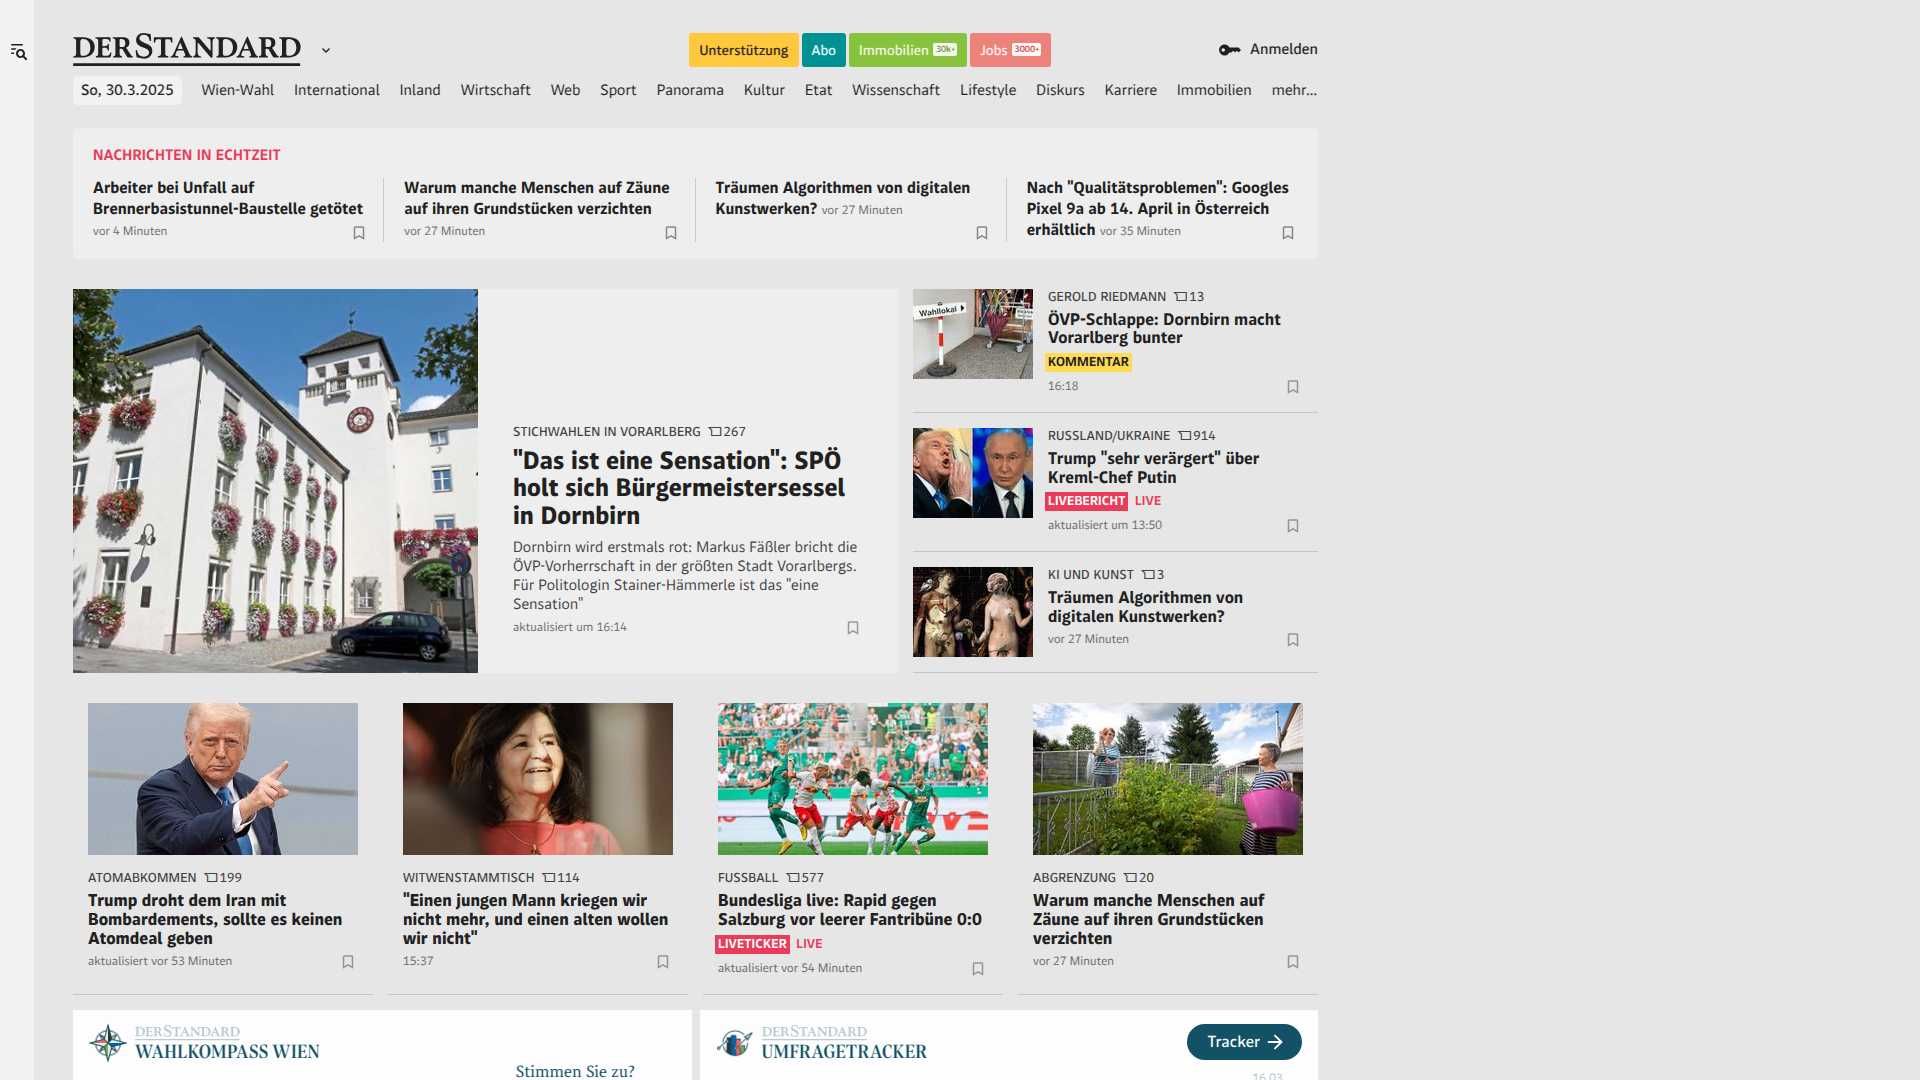 DERSTANDARD
Unterstützung
Abo
Immobilien 30k+
Jobs 3000+
Anmelden
So, 30.3.2025
Wien-Wahl
International
Inland
Wirtschaft
Web
Sport
Panorama
Kultur
Etat
Wissenschaft
Lifestyle
Diskurs
Karriere
Immobilien
mehr...
NACHRICHTEN IN ECHTZEIT
Arbeiter bei Unfall auf
Brennerbasistunnel-Baustelle getötet
vor 4 Minuten
Warum manche Menschen auf Zäune
auf ihren Grundstücken verzichten
vor 27 Minuten
Träumen Algorithmen von digitalen
Kunstwerken? vor 27 Minuten
Nach "Qualitätsproblemen": Googles
Pixel 9a ab 14. April in Österreich
erhältlich vor 35 Minuten
STICHWAHLEN IN VORARLBERG 267
"Das ist eine Sensation": SPÖ
holt sich Bürgermeistersessel
in Dornbirn
Dornbirn wird erstmals rot: Markus Fäßler bricht die
ÖVP-Vorherrschaft in der größten Stadt Vorarlbergs.
Für Politologin Stainer-Hämmerle ist das "eine
Sensation"
aktualisiert um 16:14
Wahllokal
GEROLD RIEDMANN 13
ÖVP-Schlappe: Dornbirn macht
Vorarlberg bunter
KOMMENTAR
16:18
RUSSLAND/UKRAINE 914
Trump "sehr verärgert" über
Kreml-Chef Putin
LIVEBERICHT LIVE
aktualisiert um 13:50
KI UND KUNST 3
Träumen Algorithmen von
digitalen Kunstwerken?
vor 27 Minuten
ATOMABKOMMEN 199
Trump droht dem Iran mit
Bombardements, sollte es keinen
Atomdeal geben
aktualisiert vor 53 Minuten
WITWENSTAMMTISCH 114
"Einen jungen Mann kriegen wir
nicht mehr, und einen alten wollen
wir nicht"
15:37
FUSSBALL 577
Bundesliga live: Rapid gegen
Salzburg vor leerer Fantribüne 0:0
LIVETICKER LIVE
aktualisiert vor 54 Minuten
ABGRENZUNG 20
Warum manche Menschen auf
Zäune auf ihren Grundstücken
verzichten
vor 27 Minuten
DERSTANDARD
WAHLKOMPASS WIEN
Stimmen Sie zu?
DERSTANDARD
UMFRAGETRACKER
Tracker
16.03.